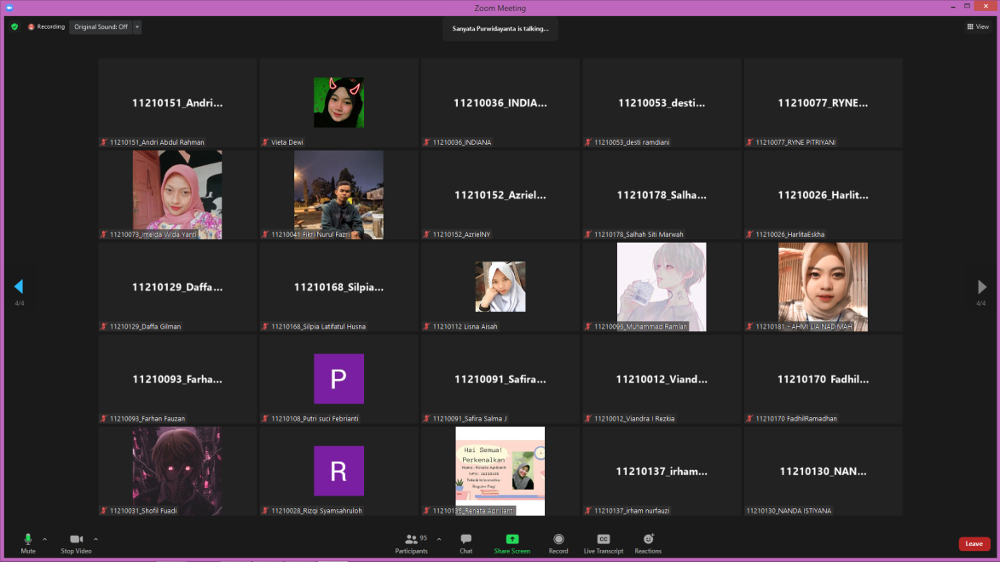 Zoom Meeting
Recording
Original Sound: Off
Sanyata Purwidayanta is talking...
View
11210151_Andri...
11210036_INDIA...
11210053_desti...
11210077_RYNE...
11210151_Andri Abdul Rahman
Vieta Dewi
11210036_INDIANA
11210053_desti ramdiani
11210077_RYNE PITRIYANI
11210152_Azriel...
11210178_Salha...
11210026_Harlit...
11210073_Imelda Wida Yanti
11210041 Fikri Nurul Fazri
11210152_AzrielNY
11210178_Salhah Siti Marwah
11210026_HarlitaEskha
11210129_Daffa...
11210168_Silpia...
4/4
4/4
11210129_Daffa Gilman
11210168_Silpia Latifatul Husna
11210112 Lisna Aisah
11210096_Muhammad Ramlan
11210181 - AHMI LIA NADIMAH
11210093_Farha...
P
11210091_Safira...
11210012_Viand...
11210170 Fadhil...
11210093_Farhan Fauzan
11210108_Putri suci Febrianti
11210091_Safira Salma J
11210012_Viandra I Rezkia
11210170 FadhilRamadhan
R
Hai Semua!
Perkenalkan
Nama: Renata Aprilianti
NPM: 11210135
Teknik Informatika
Reguler Pagi
11210137_irham...
11210130_NAN...
11210031_Shofil Fuadi
11210028_Rizqi Syamsahruloh
11210135_Renata Aprilianti
11210137_irham nurfauzi
11210130_NANDA ISTIYANA
95
Mute
Stop Video
Participants
Chat
Share Screen
Record
CC
Live Transcript
Reactions
Leave